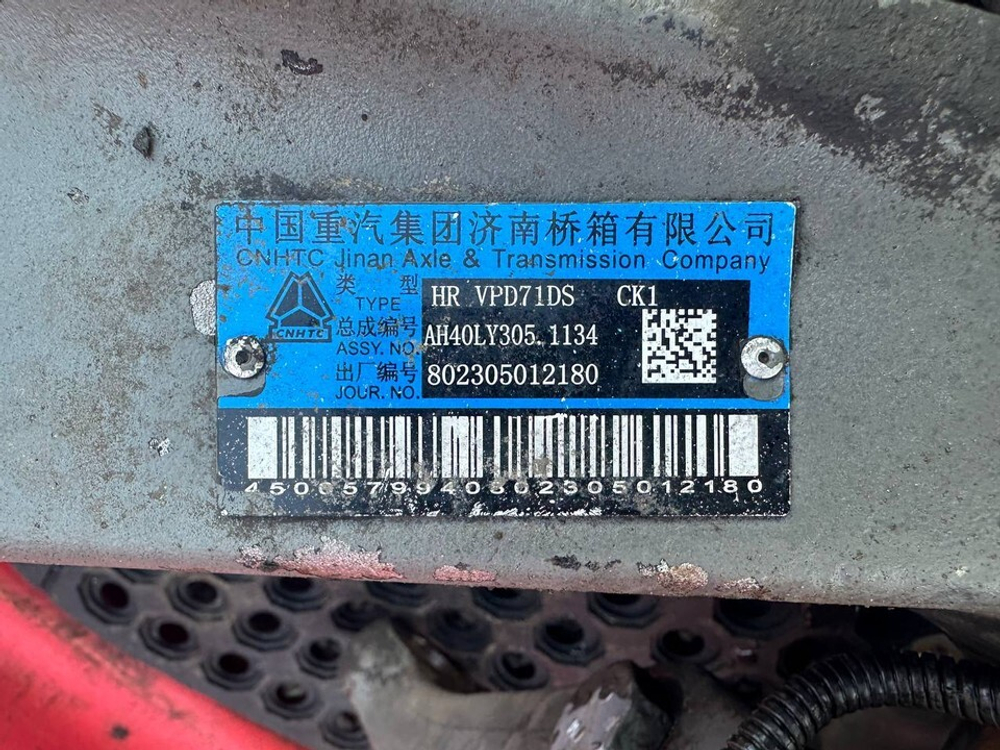 中国重汽集团济南桥箱有限公司
CNHTC Jinan Axle & Transmission Company
CNHTC
类 型 HR VPD71DS CK1
TYPE
总成编号 AH40LY305.1134
ASSY. NO.
出厂编号 802305012180
JOUR. NO.
450057994030​2305012180